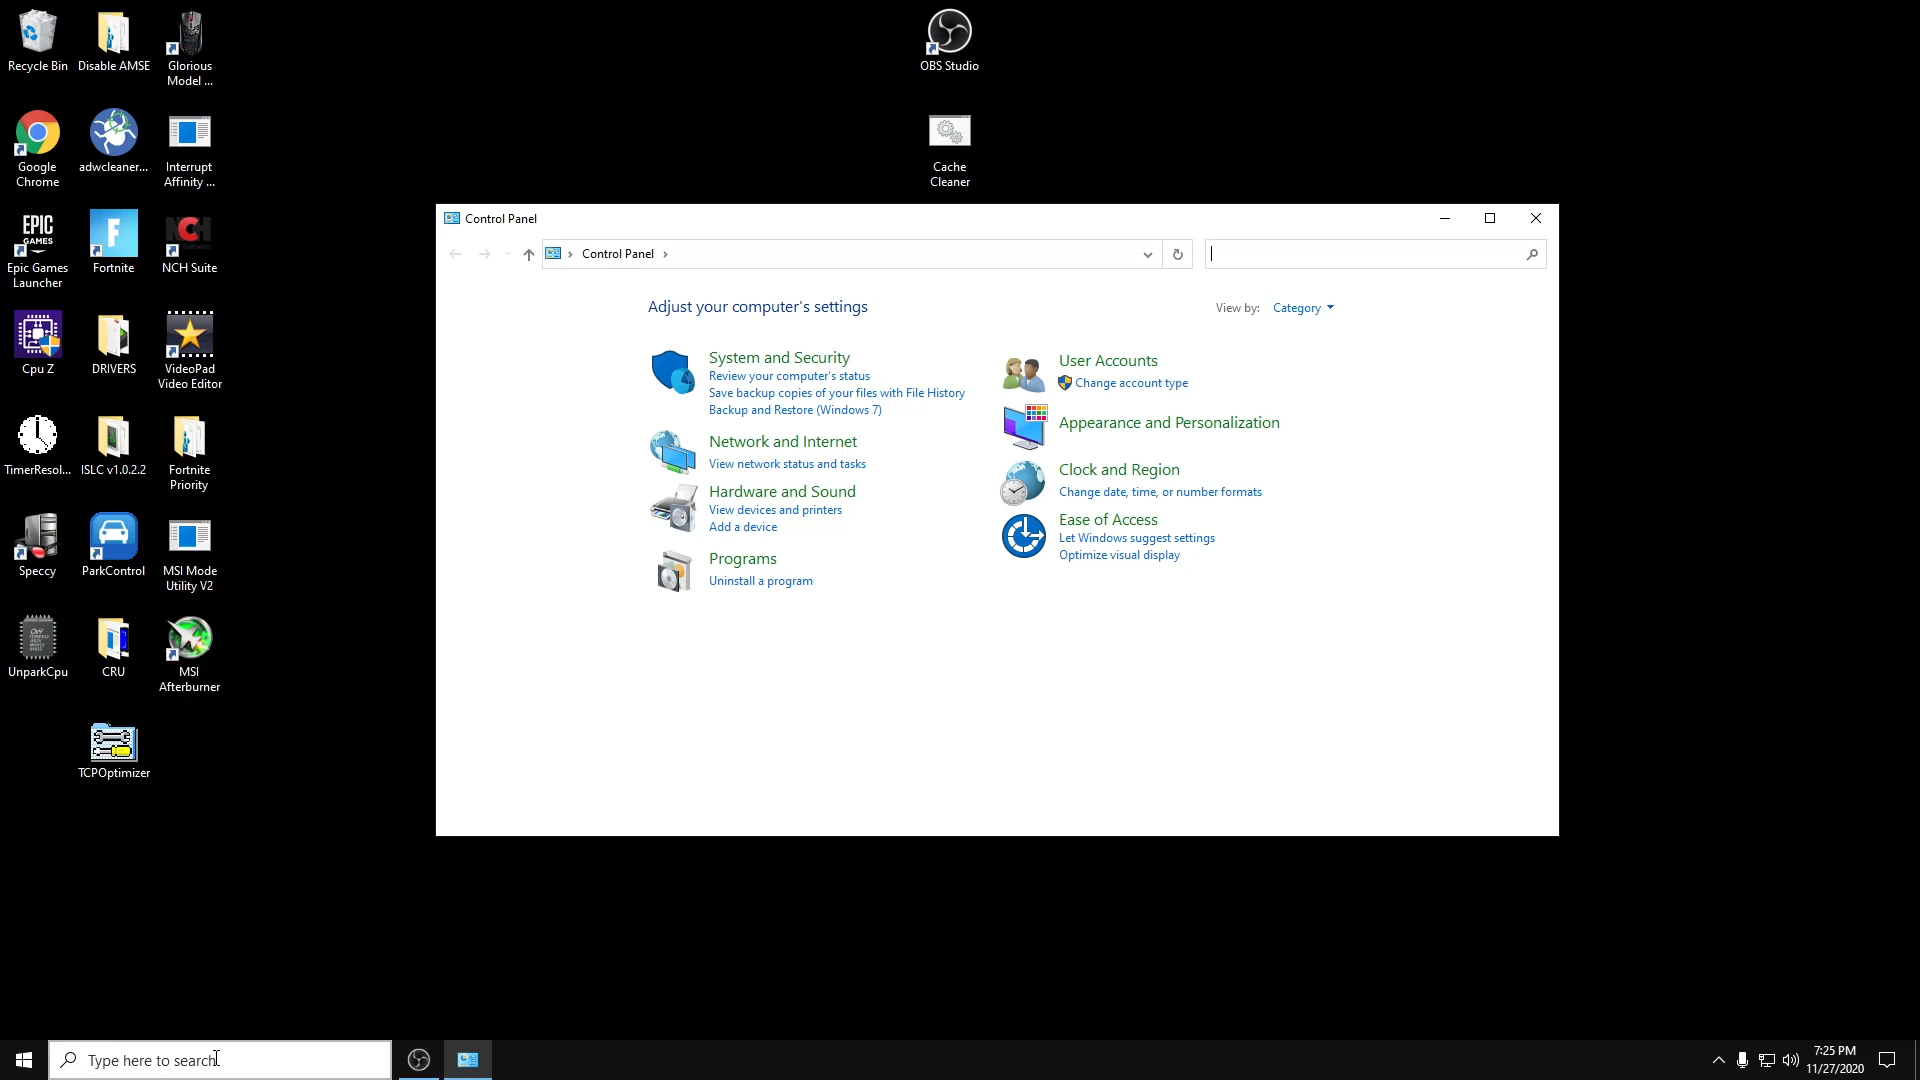 Recycle Bin
Disable AMSE
Glorious
Model ...
OBS Studio
Google
Chrome
adwcleaner...
Interrupt
Affinity ...
Cache
Cleaner
EPIC
GAMES
Epic Games
Launcher
F
Fortnite
NCH
Software
NCH Suite
Cpu Z
DRIVERS
VideoPad
Video Editor
TimerResol...
ISLC v1.0.2.2
Fortnite
Priority
Speccy
ParkControl
MSI Mode
Utility V2
UnparkCpu
CRU
MSI
Afterburner
TCPOptimizer
Control Panel
Control Panel
Adjust your computer's settings
View by: Category
System and Security
Review your computer's status
Save backup copies of your files with File History
Backup and Restore (Windows 7)
Network and Internet
View network status and tasks
Hardware and Sound
View devices and printers
Add a device
Programs
Uninstall a program
User Accounts
Change account type
Appearance and Personalization
Clock and Region
Change date, time, or number formats
Ease of Access
Let Windows suggest settings
Optimize visual display
Type here to search
7:25 PM
11/27/2020